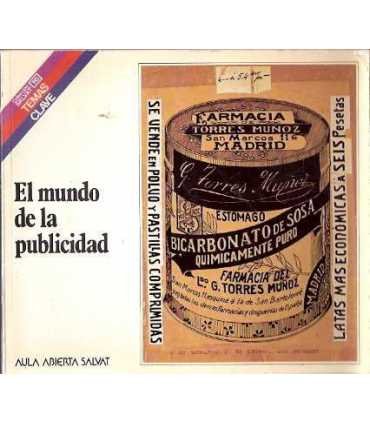 TEMAS
CLAVE
El mundo
de la
publicidad
AULA ABIERTA SALVAT
SE VENDE EN POLVO Y PASTILLAS COMPRIMIDAS
FARMACIA
TORRES MUÑOZ
San Marcos 11
MADRID
G. Torres Muñoz
ESTOMAGO
BICARBONATO DE SOSA
QUIMICAMENTE PURO
FARMACIA DEL
LDO G. TORRES MUÑOZ
MADRID
LATAS MAS ECONOMICAS A SEIS Pesetas